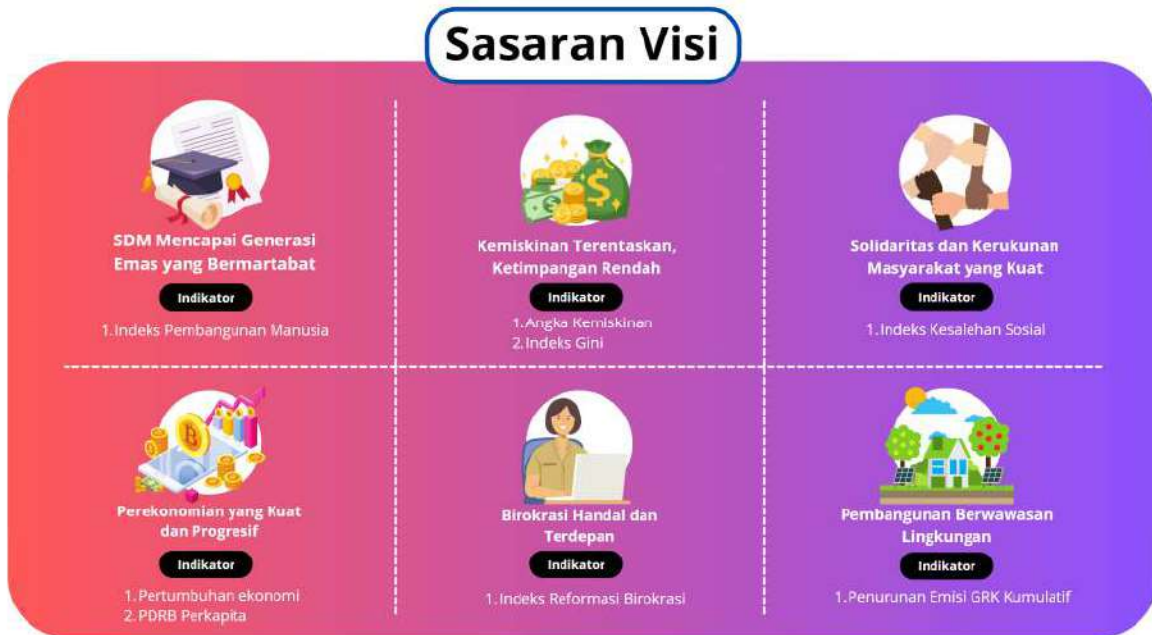 Sasaran Visi
SDM Mencapai Generasi
Emas yang Bermartabat
Indikator
1. Indeks Pembangunan Manusia
Kemiskinan Terentaskan,
Ketimpangan Rendah
Indikator
1. Angka Kemiskinan
2. Indeks Gini
Solidaritas dan Kerukunan
Masyarakat yang Kuat
Indikator
1. Indeks Kesalehan Sosial
Perekonomian yang Kuat
dan Progresif
Indikator
1. Pertumbuhan ekonomi
2. PDRB Perkapita
Birokrasi Handal dan
Terdepan
Indikator
1. Indeks Reformasi Birokrasi
Pembangunan Berwawasan
Lingkungan
Indikator
1. Penurunan Emisi GRK Kumulatif